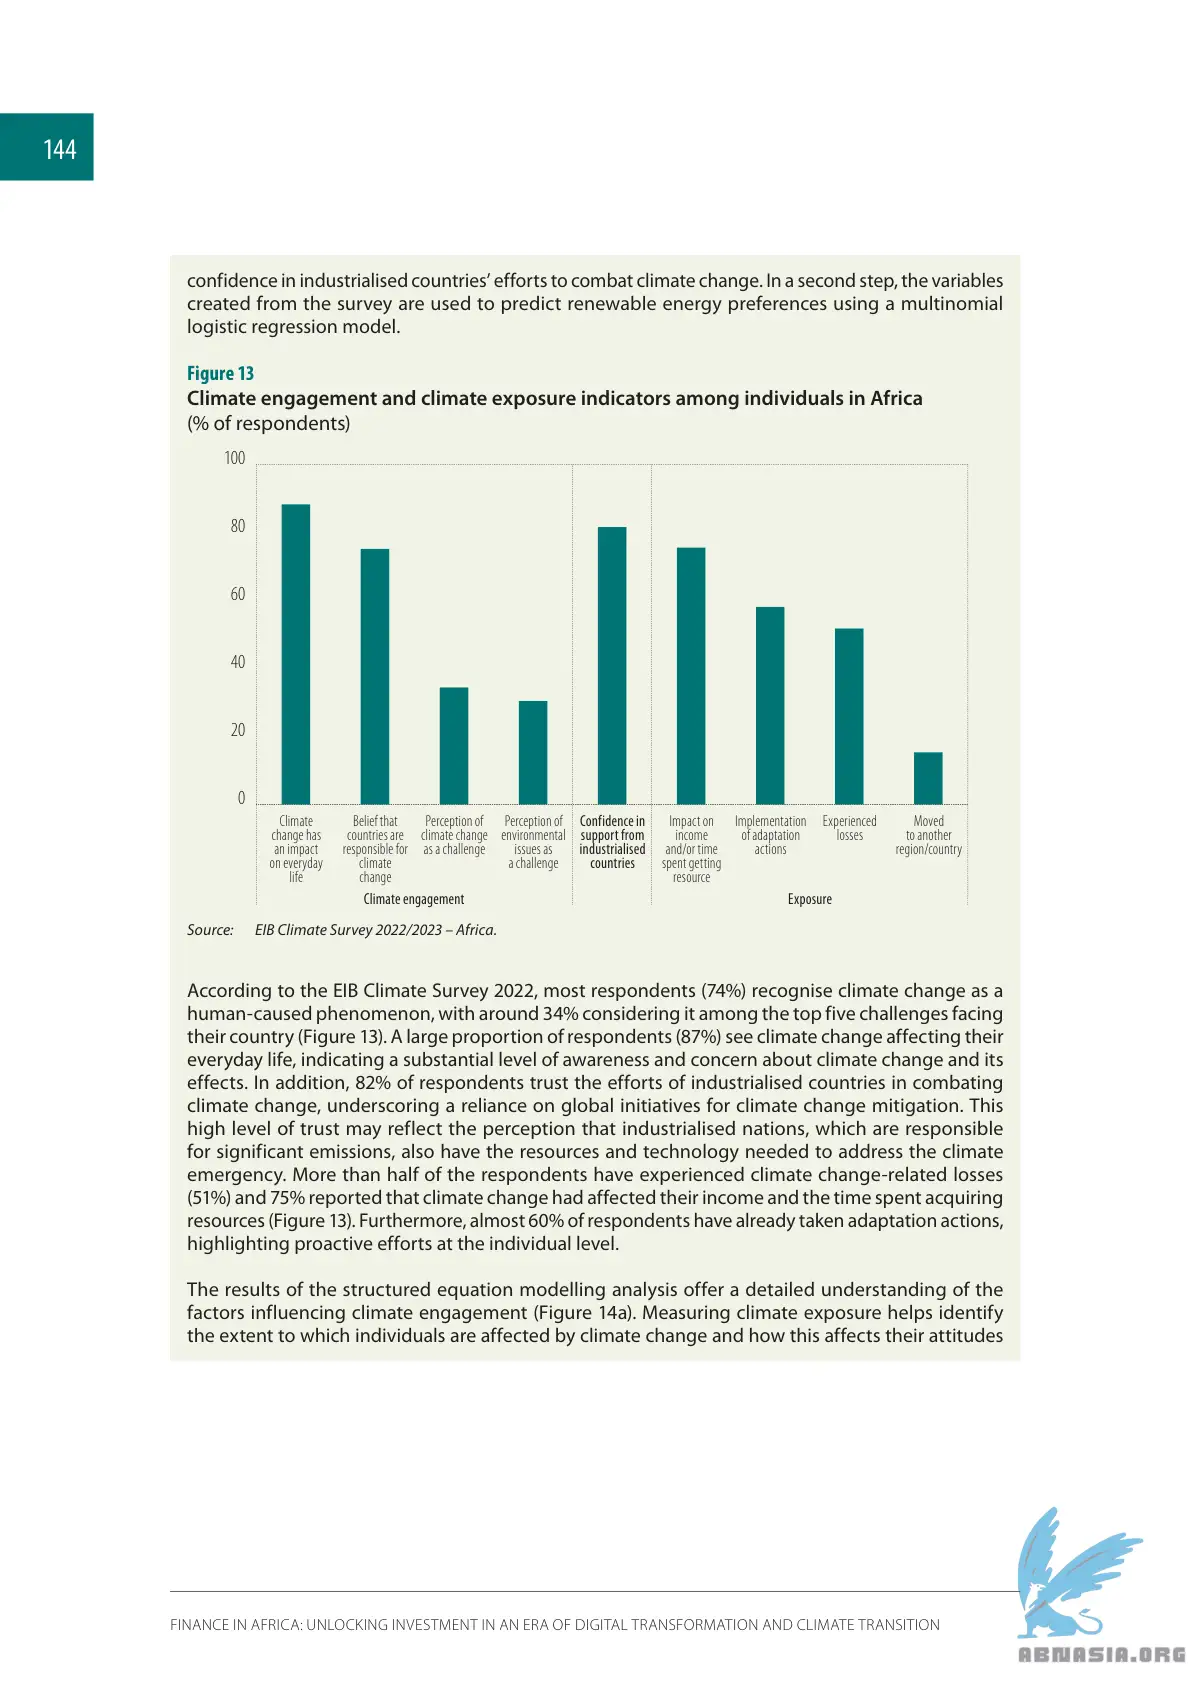 144
confidence in industrialised countries’ efforts to combat climate change. In a second step, the variables
created from the survey are used to predict renewable energy preferences using a multinomial
logistic regression model.
Figure 13
Climate engagement and climate exposure indicators among individuals in Africa
(% of respondents)
100
80
60
40
20
0
Climate
change has
an impact
on everyday
life
Belief that
countries are
responsible for
climate
change
Perception of
climate change
as a challenge
Perception of
environmental
issues as
a challenge
Confidence in
support from
industrialised
countries
Impact on
income
and/or time
spent getting
resource
Implementation
of adaptation
actions
Experienced
losses
Moved
to another
region/country
Climate engagement
Exposure
Source: EIB Climate Survey 2022/2023 – Africa.
According to the EIB Climate Survey 2022, most respondents (74%) recognise climate change as a
human-caused phenomenon, with around 34% considering it among the top five challenges facing
their country (Figure 13). A large proportion of respondents (87%) see climate change affecting their
everyday life, indicating a substantial level of awareness and concern about climate change and its
effects. In addition, 82% of respondents trust the efforts of industrialised countries in combating
climate change, underscoring a reliance on global initiatives for climate change mitigation. This
high level of trust may reflect the perception that industrialised nations, which are responsible
for significant emissions, also have the resources and technology needed to address the climate
emergency. More than half of the respondents have experienced climate change-related losses
(51%) and 75% reported that climate change had affected their income and the time spent acquiring
resources (Figure 13). Furthermore, almost 60% of respondents have already taken adaptation actions,
highlighting proactive efforts at the individual level.
The results of the structured equation modelling analysis offer a detailed understanding of the
factors influencing climate engagement (Figure 14a). Measuring climate exposure helps identify
the extent to which individuals are affected by climate change and how this affects their attitudes
FINANCE IN AFRICA: UNLOCKING INVESTMENT IN AN ERA OF DIGITAL TRANSFORMATION AND CLIMATE TRANSITION
ABNASIA.ORG